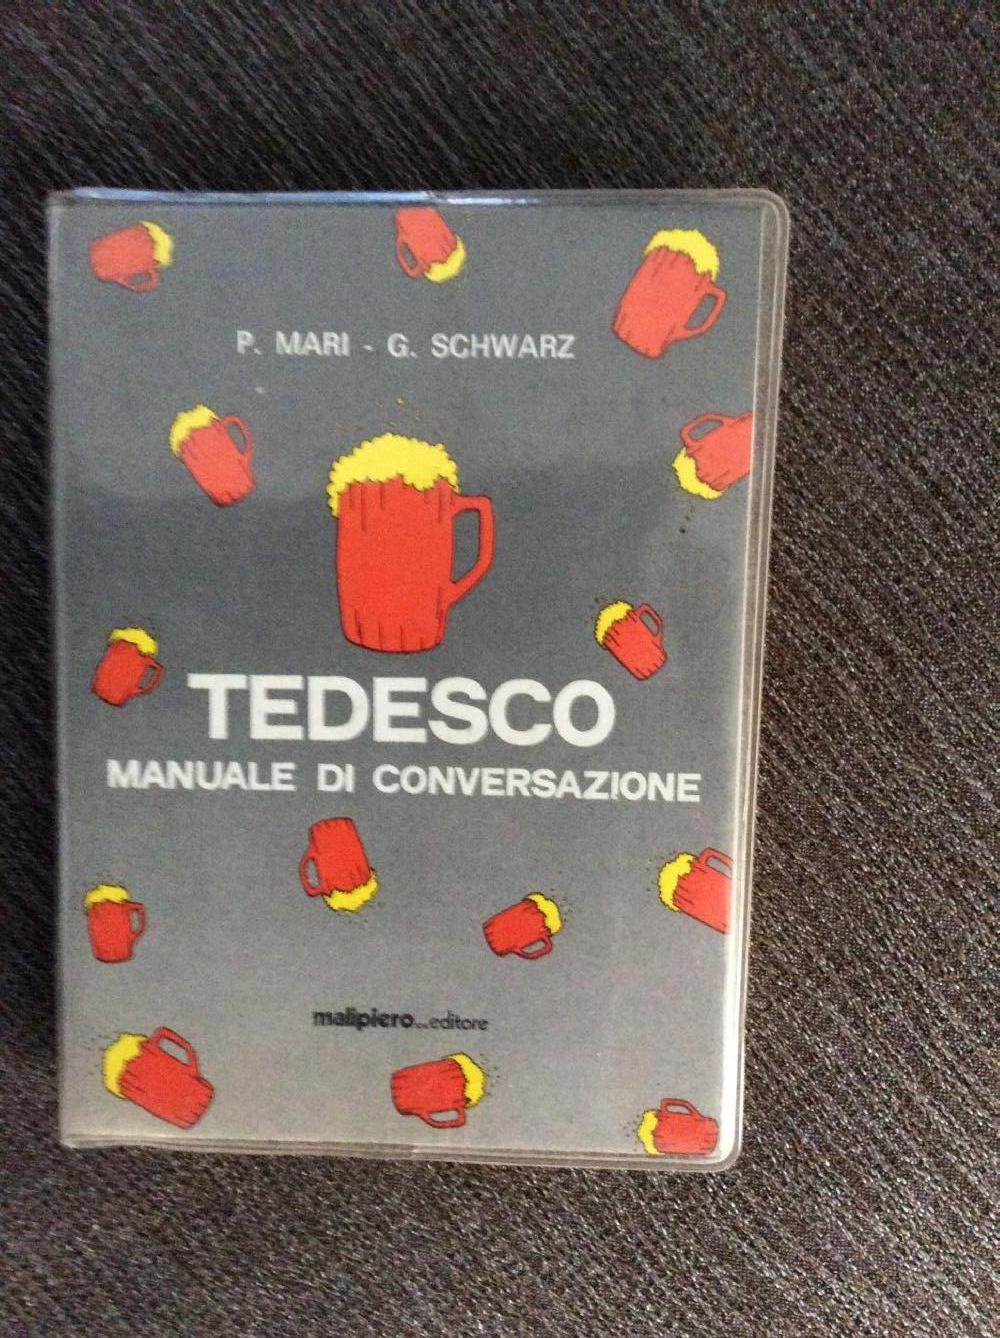 P. MARI - G. SCHWARZ
TEDESCO
MANUALE DI CONVERSAZIONE
malipiero editore